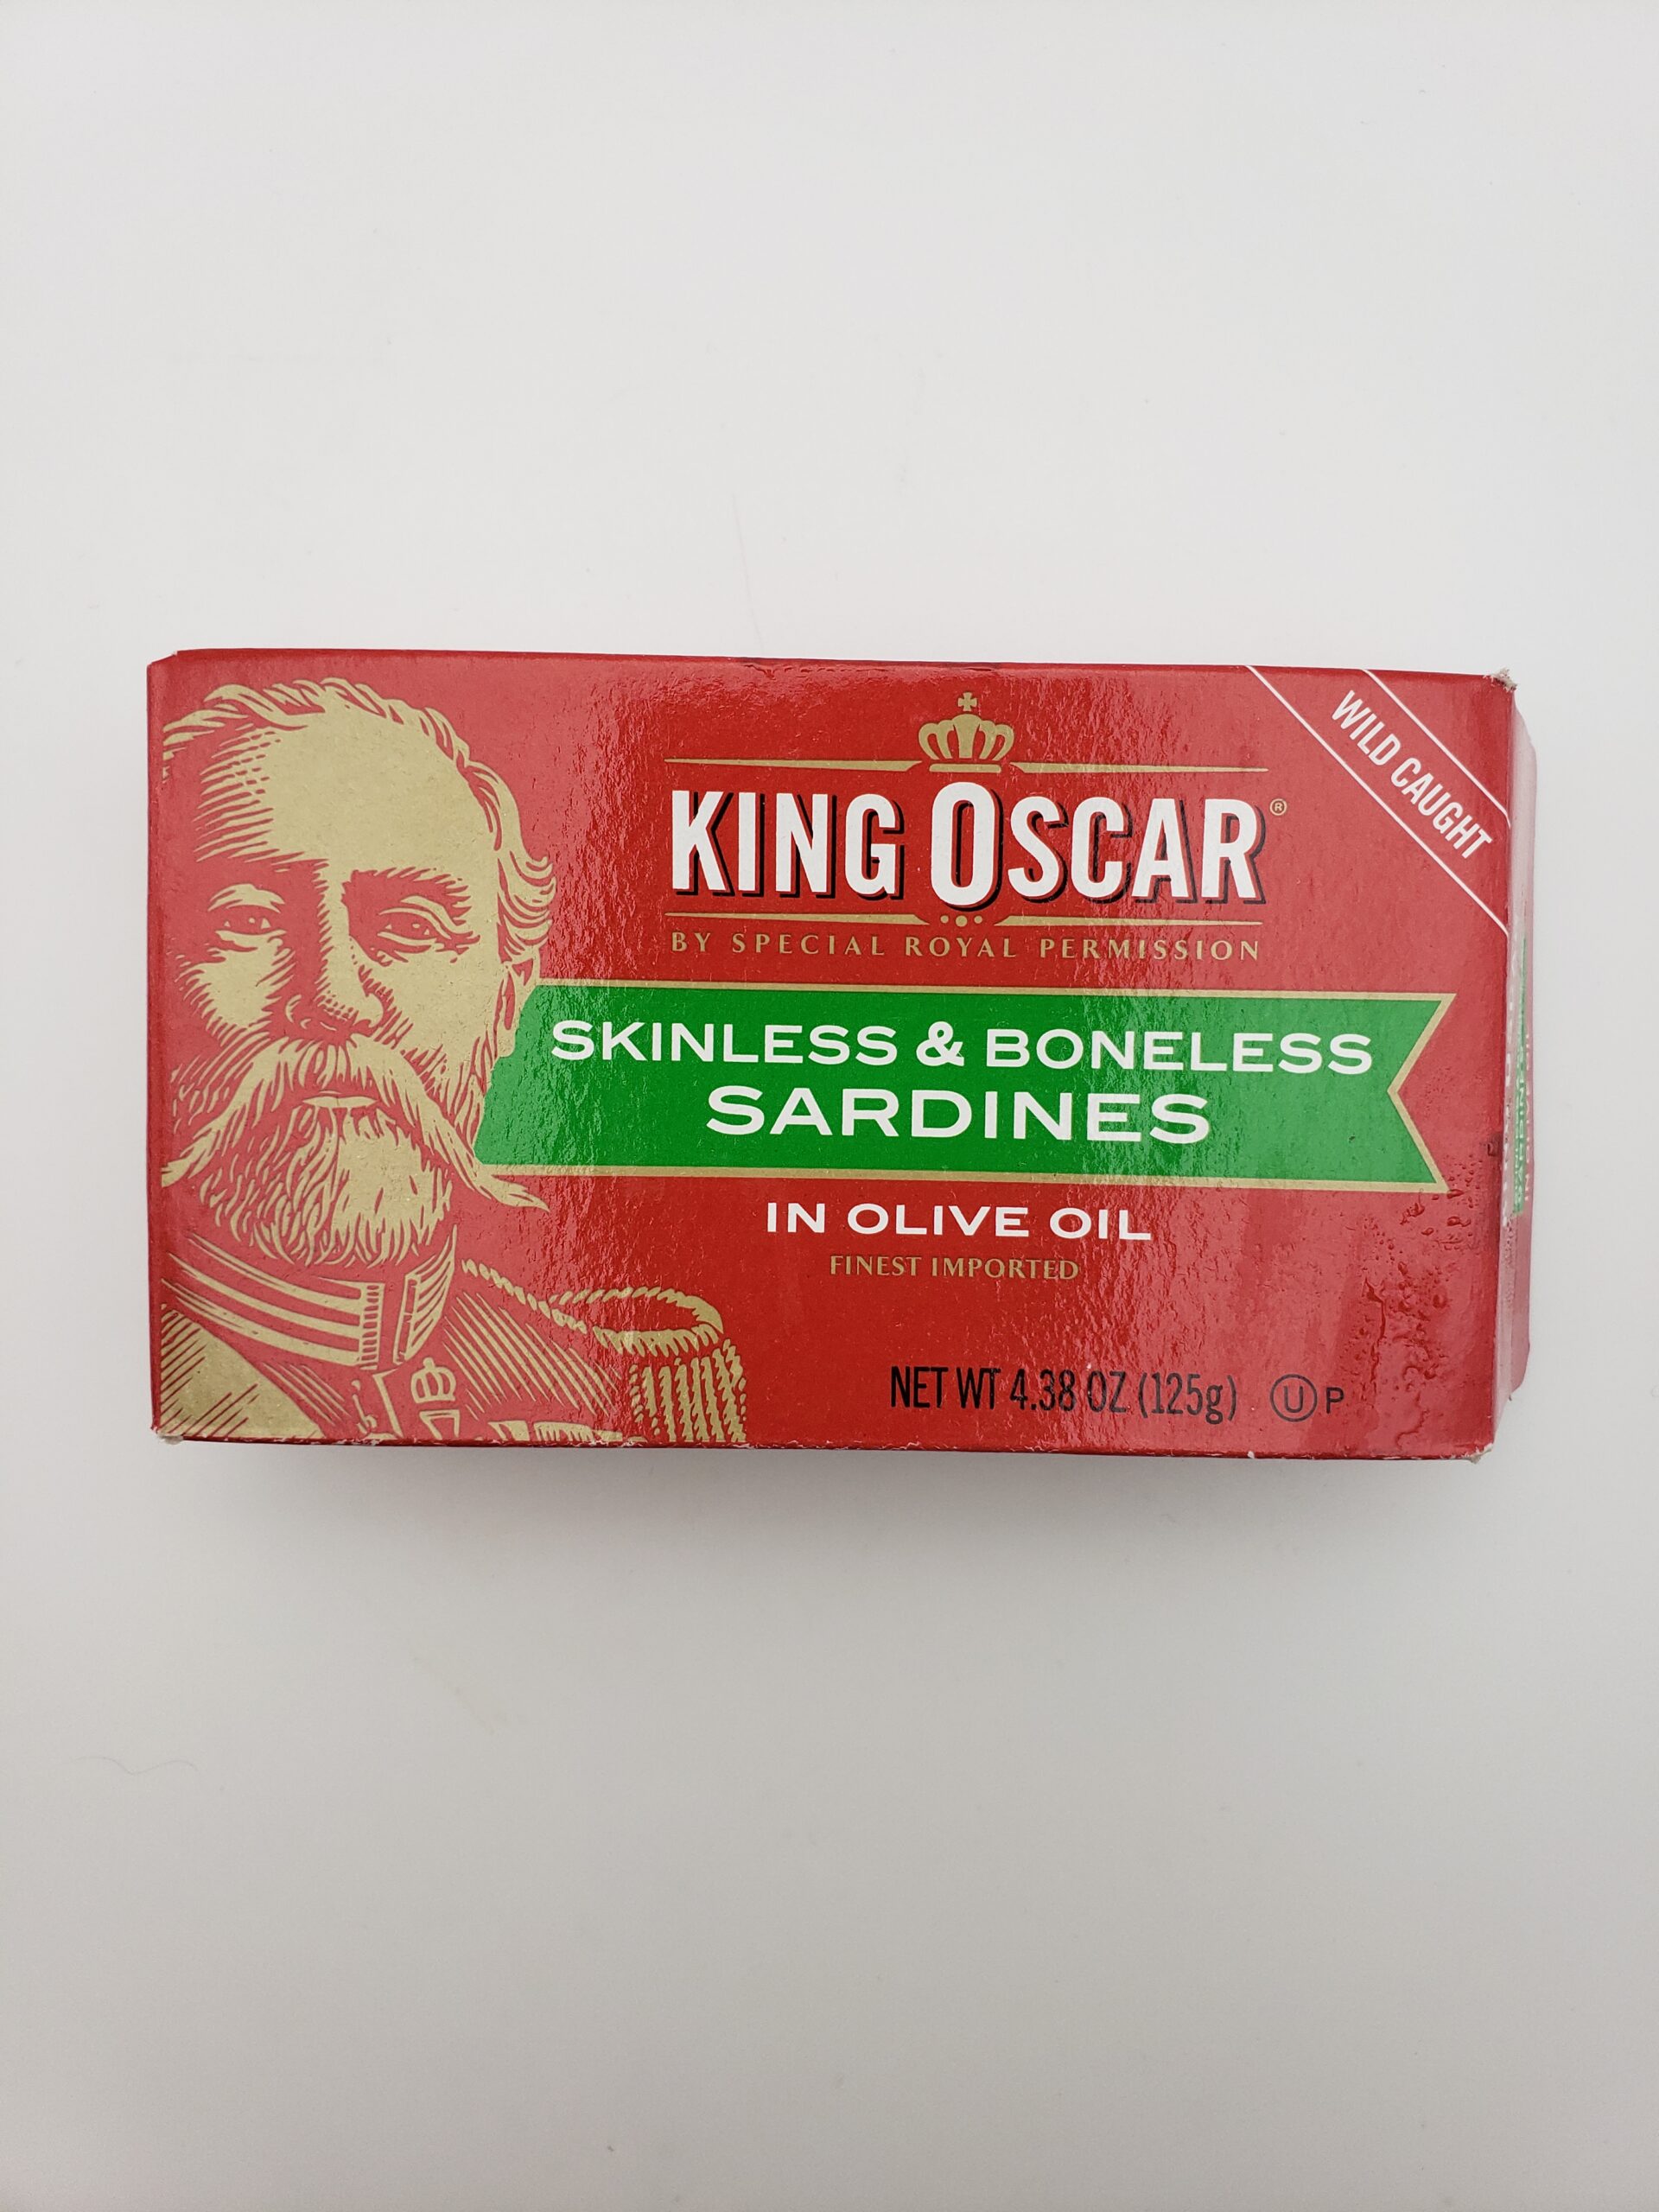 WILD CAUGHT
KING OSCAR®
BY SPECIAL ROYAL PERMISSION
SKINLESS & BONELESS
SARDINES
IN OLIVE OIL
FINEST IMPORTED
NET WT 4.38 OZ (125g) Ⓤ P